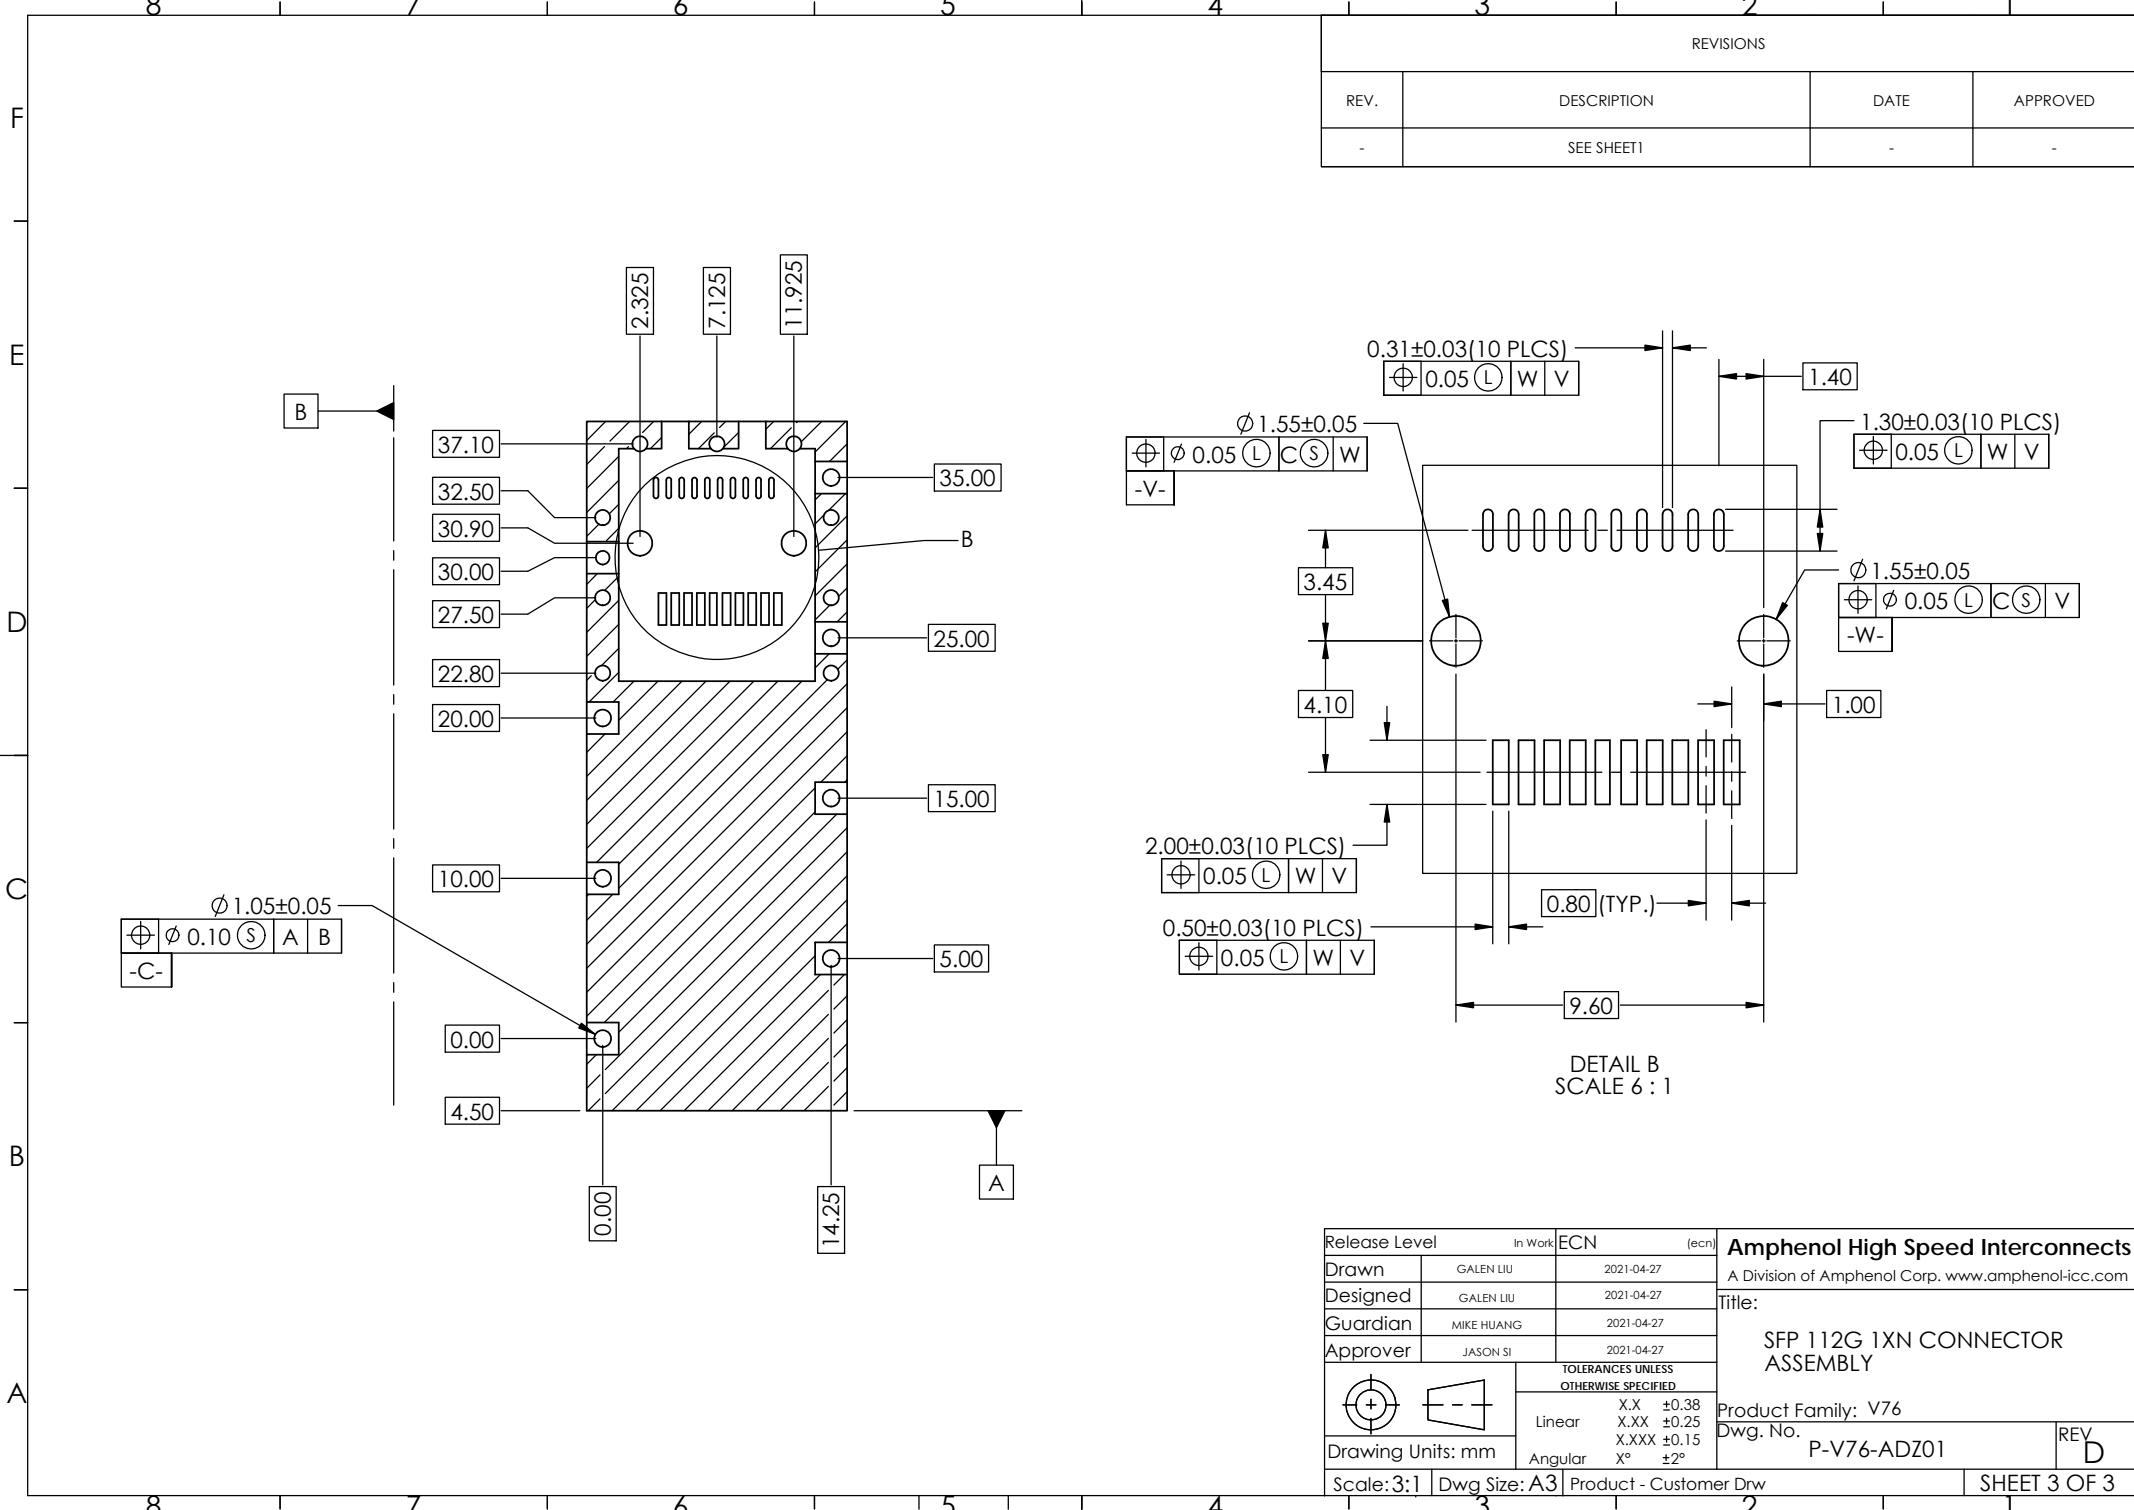 8 7 6 5 4 3 2
REVISIONS
REV. DESCRIPTION DATE APPROVED
- SEE SHEET1 - -
F
E
D
C
B
A
2.325
7.125
11.925
B
37.10
32.50
30.90
30.00
27.50
22.80
20.00
10.00
0.00
4.50
35.00
B
25.00
15.00
5.00
Ø 1.05±0.05
⌖ Ø 0.10 Ⓢ A B
-C-
0.00
14.25
A
0.31±0.03(10 PLCS)
⌖ 0.05 Ⓛ W V
1.40
Ø 1.55±0.05
⌖ Ø 0.05 Ⓛ C Ⓢ W
-V-
1.30±0.03(10 PLCS)
⌖ 0.05 Ⓛ W V
3.45
Ø 1.55±0.05
⌖ Ø 0.05 Ⓛ C Ⓢ V
-W-
4.10
1.00
2.00±0.03(10 PLCS)
⌖ 0.05 Ⓛ W V
0.80 (TYP.)
0.50±0.03(10 PLCS)
⌖ 0.05 Ⓛ W V
9.60
DETAIL B
SCALE 6 : 1
Release Level In Work ECN (ecn)
Drawn GALEN LIU 2021-04-27
Designed GALEN LIU 2021-04-27
Guardian MIKE HUANG 2021-04-27
Approver JASON SI 2021-04-27
TOLERANCES UNLESS
OTHERWISE SPECIFIED
Linear
X.X ±0.38
X.XX ±0.25
X.XXX ±0.15
Angular X° ±2°
Drawing Units: mm
Scale: 3:1 Dwg Size: A3 Product - Customer Drw SHEET 3 OF 3
Amphenol High Speed Interconnects
A Division of Amphenol Corp. www.amphenol-icc.com
Title:
SFP 112G 1XN CONNECTOR
ASSEMBLY
Product Family: V76
Dwg. No.
P-V76-ADZ01
REV
D
8 7 6 5 4 3 2